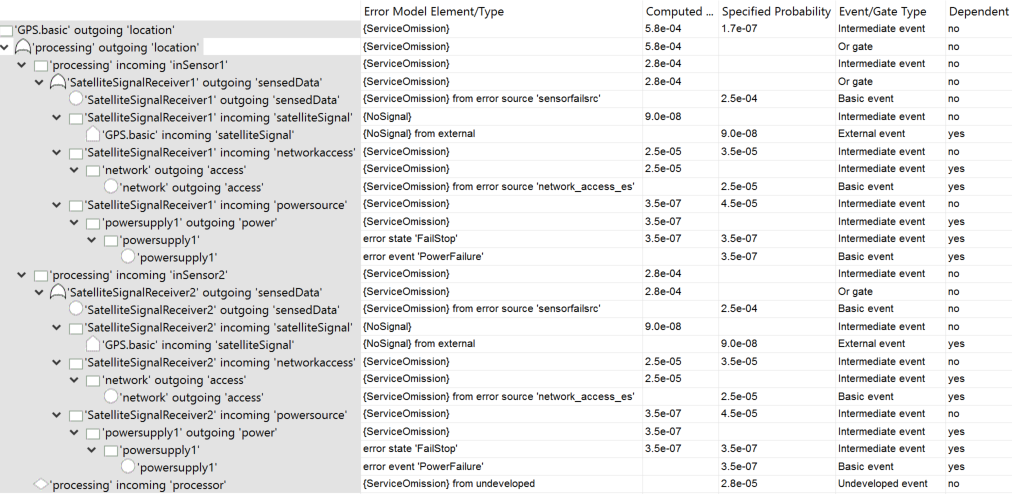 Error Model Element/Type Computed ... Specified Probability Event/Gate Type Dependent
'GPS.basic' outgoing 'location' {ServiceOmission} 5.8e-04 1.7e-07 Intermediate event no
'processing' outgoing 'location' {ServiceOmission} 5.8e-04 Or gate no
'processing' incoming 'inSensor1' {ServiceOmission} 2.8e-04 Intermediate event no
'SatelliteSignalReceiver1' outgoing 'sensedData' {ServiceOmission} 2.8e-04 Or gate no
'SatelliteSignalReceiver1' outgoing 'sensedData' {ServiceOmission} from error source 'sensorfailsrc' 2.5e-04 Basic event no
'SatelliteSignalReceiver1' incoming 'satelliteSignal' {NoSignal} 9.0e-08 Intermediate event no
'GPS.basic' incoming 'satelliteSignal' {NoSignal} from external 9.0e-08 External event yes
'SatelliteSignalReceiver1' incoming 'networkaccess' {ServiceOmission} 2.5e-05 3.5e-05 Intermediate event no
'network' outgoing 'access' {ServiceOmission} 2.5e-05 Intermediate event yes
'network' outgoing 'access' {ServiceOmission} from error source 'network_access_es' 2.5e-05 Basic event yes
'SatelliteSignalReceiver1' incoming 'powersource' {ServiceOmission} 3.5e-07 4.5e-05 Intermediate event no
'powersupply1' outgoing 'power' {ServiceOmission} 3.5e-07 Intermediate event yes
'powersupply1' error state 'FailStop' 3.5e-07 3.5e-07 Intermediate event yes
'powersupply1' error event 'PowerFailure' 3.5e-07 Basic event yes
'processing' incoming 'inSensor2' {ServiceOmission} 2.8e-04 Intermediate event no
'SatelliteSignalReceiver2' outgoing 'sensedData' {ServiceOmission} 2.8e-04 Or gate no
'SatelliteSignalReceiver2' outgoing 'sensedData' {ServiceOmission} from error source 'sensorfailsrc' 2.5e-04 Basic event no
'SatelliteSignalReceiver2' incoming 'satelliteSignal' {NoSignal} 9.0e-08 Intermediate event no
'GPS.basic' incoming 'satelliteSignal' {NoSignal} from external 9.0e-08 External event yes
'SatelliteSignalReceiver2' incoming 'networkaccess' {ServiceOmission} 2.5e-05 3.5e-05 Intermediate event no
'network' outgoing 'access' {ServiceOmission} 2.5e-05 Intermediate event yes
'network' outgoing 'access' {ServiceOmission} from error source 'network_access_es' 2.5e-05 Basic event yes
'SatelliteSignalReceiver2' incoming 'powersource' {ServiceOmission} 3.5e-07 4.5e-05 Intermediate event no
'powersupply1' outgoing 'power' {ServiceOmission} 3.5e-07 Intermediate event yes
'powersupply1' error state 'FailStop' 3.5e-07 3.5e-07 Intermediate event yes
'powersupply1' error event 'PowerFailure' 3.5e-07 Basic event yes
'processing' incoming 'processor' {ServiceOmission} from undeveloped 2.8e-05 Undeveloped event no